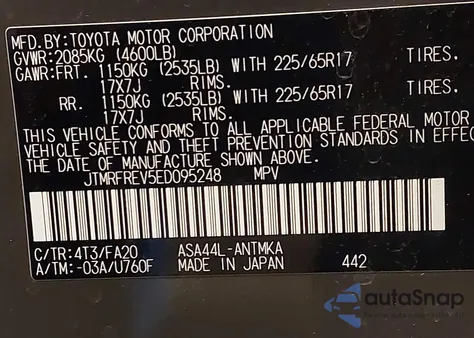 MFD.BY:TOYOTA MOTOR CORPORATION
GVWR:2085KG (4600LB)
GAWR:FRT. 1150KG (2535LB) WITH 225/65R17 TIRES.
17X7J RIMS.
RR. 1150KG (2535LB) WITH 225/65R17 TIRES.
17X7J RIMS.
THIS VEHICLE CONFORMS TO ALL APPLICABLE FEDERAL MOTOR
VEHICLE SAFETY AND THEFT PREVENTION STANDARDS IN EFFEC
THE DATE OF MANUFACTURE SHOWN ABOVE.
JTMRFREV5ED095248 MPV
C/TR:4T3/FA20 ASA44L-ANTMKA
A/TM:-03A/U760F MADE IN JAPAN 442
autoSnap